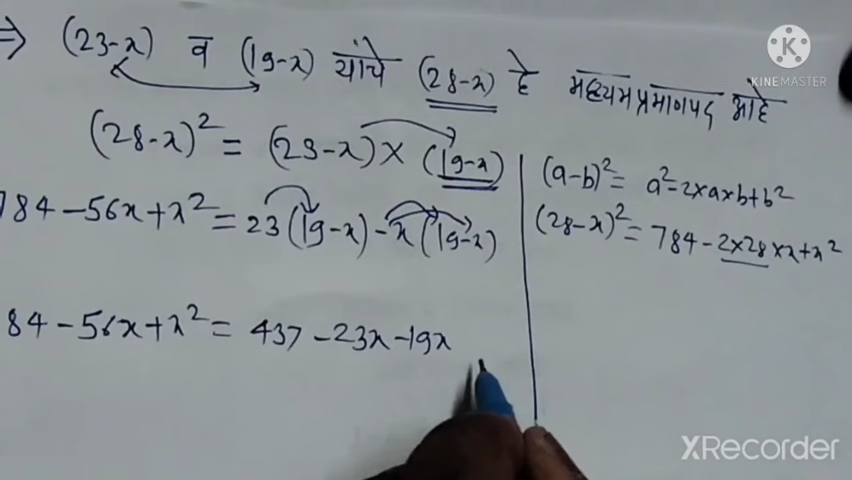 ⇒ (23-x) व (19-x) यांचे (28-x) हे मध्यमप्रमाणपद आहे
(28-x)² = (23-x) × (19-x)
784 - 56x + x² = 23(19-x) - x(19-x)
84 - 56x + x² = 437 - 23x - 19x
(a-b)² = a² - 2×a×b + b²
(28-x)² = 784 - 2×28×x + x²
K
KINEMASTER
XRecorder